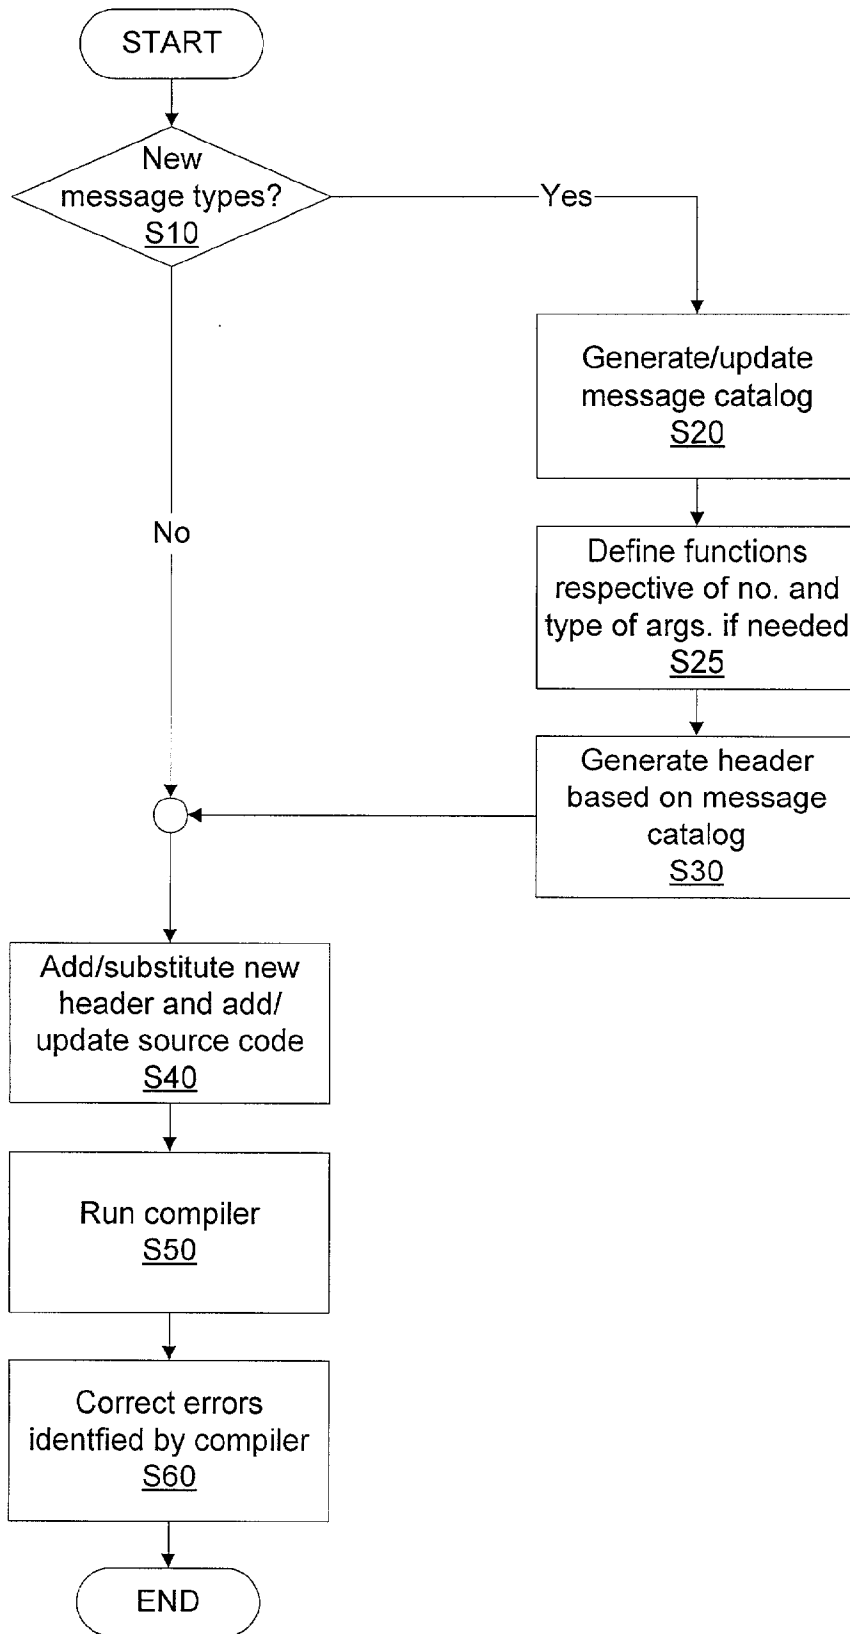 START
New
message types?
S10
Yes
Generate/update
message catalog
S20
No
Define functions
respective of no. and
type of args. if needed
S25
Generate header
based on message
catalog
S30
Add/substitute new
header and add/
update source code
S40
Run compiler
S50
Correct errors
identfied by compiler
S60
END